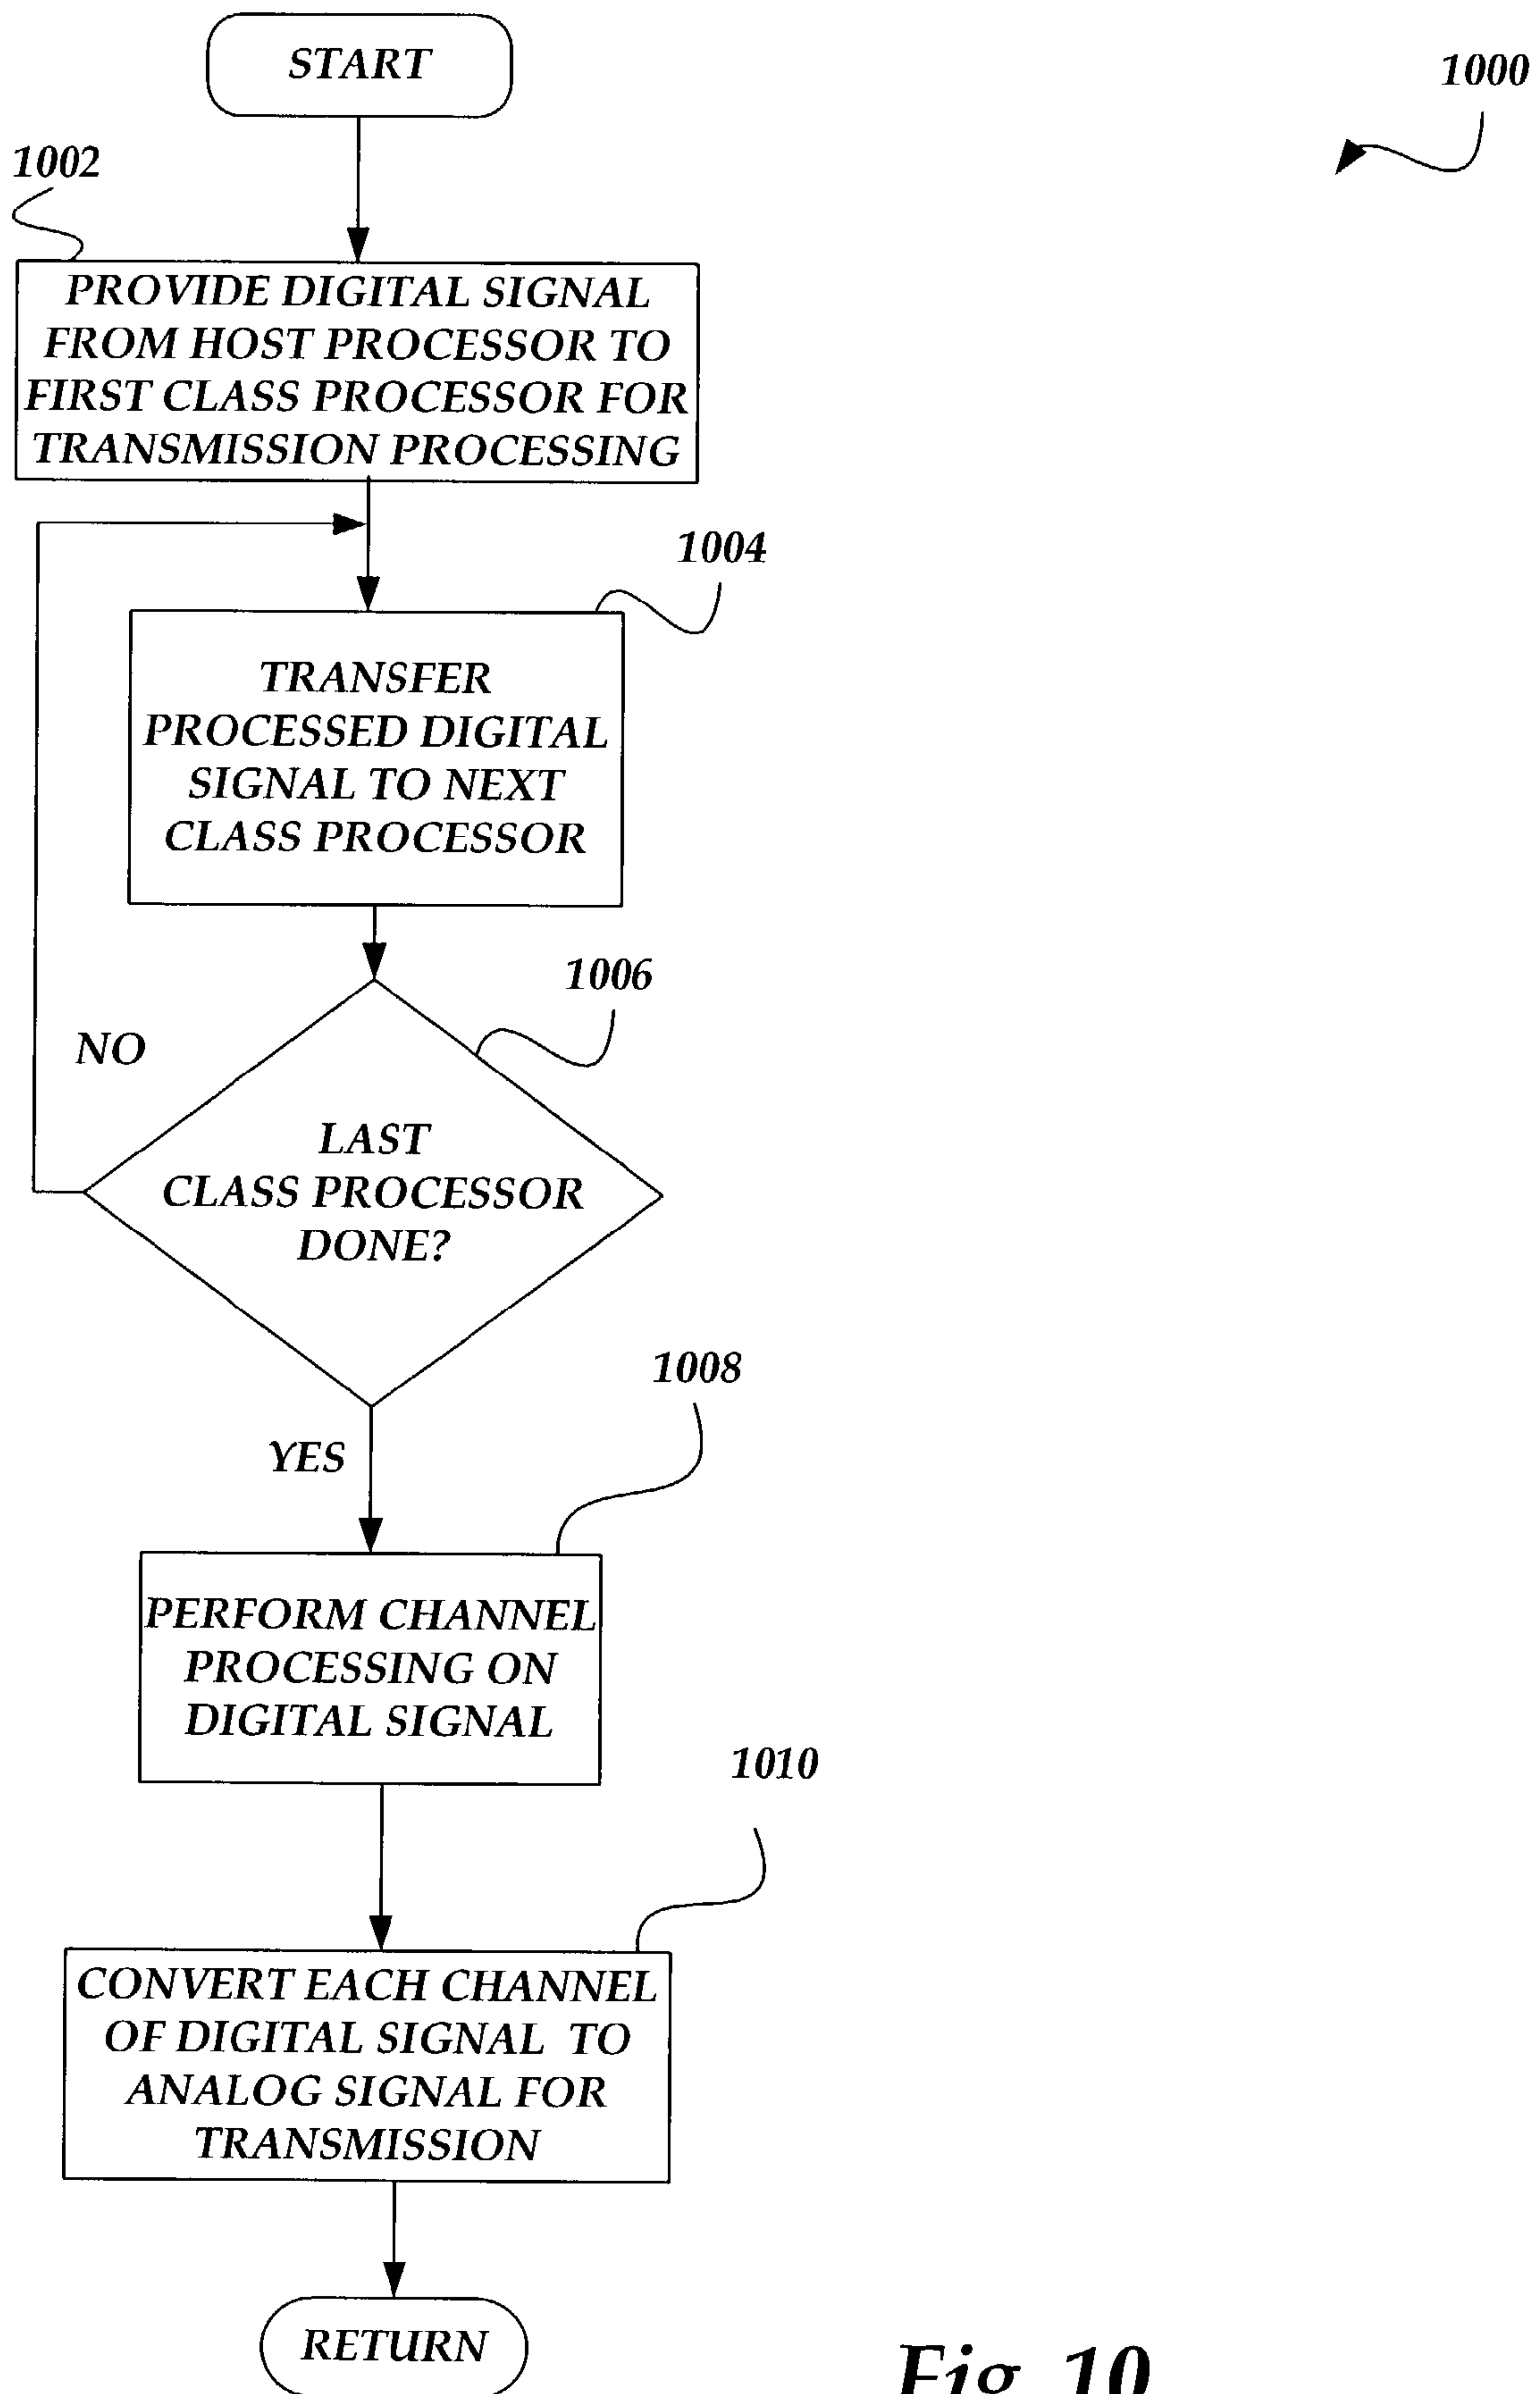 START
1000
1002
PROVIDE DIGITAL SIGNAL
FROM HOST PROCESSOR TO
FIRST CLASS PROCESSOR FOR
TRANSMISSION PROCESSING
1004
TRANSFER
PROCESSED DIGITAL
SIGNAL TO NEXT
CLASS PROCESSOR
1006
NO
LAST
CLASS PROCESSOR
DONE?
1008
YES
PERFORM CHANNEL
PROCESSING ON
DIGITAL SIGNAL
1010
CONVERT EACH CHANNEL
OF DIGITAL SIGNAL TO
ANALOG SIGNAL FOR
TRANSMISSION
RETURN
Fig. 10